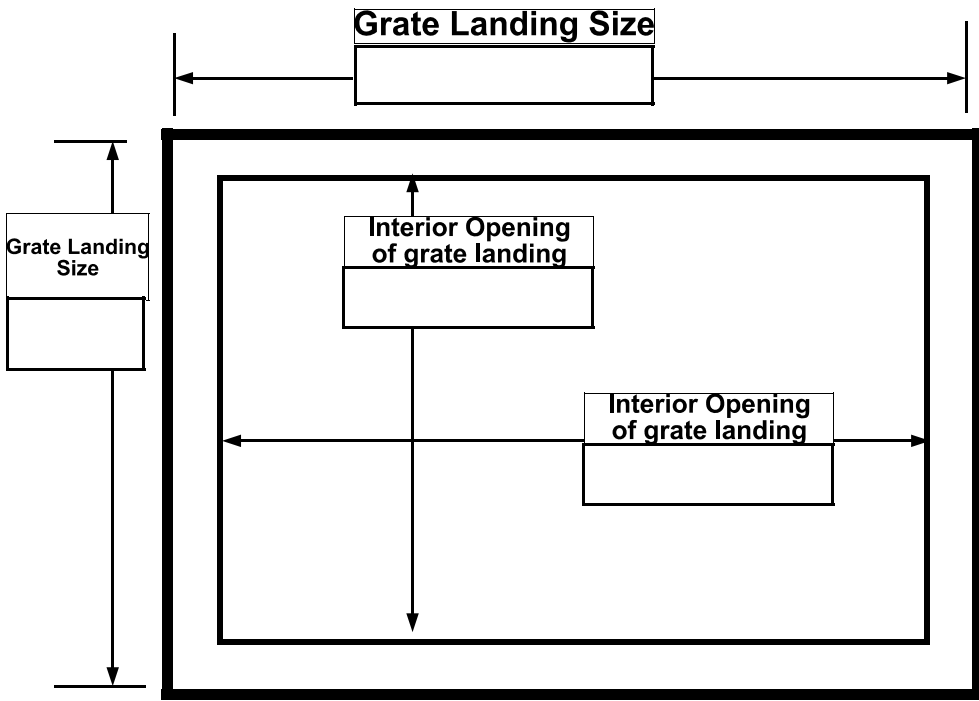 Grate Landing Size
Grate Landing
Size
Interior Opening
of grate landing
Interior Opening
of grate landing